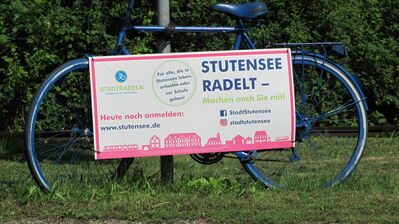 STADTRADELN
Für alle, die in
Stutensee leben,
arbeiten oder
zur Schule
gehen!
STUTENSEE
RADELT –
Machen auch Sie mit!
Heute noch anmelden:
www.stutensee.de
StadtStutensee
stadtstutensee